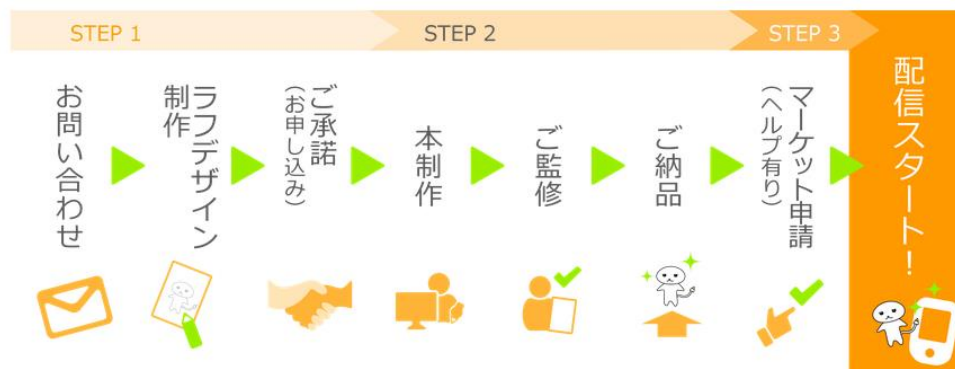 STEP 1
STEP 2
STEP 3
お問い合わせ
ラフデザイン
制作
ご承諾
（お申し込み）
本制作
ご監修
ご納品
マーケット申請
（ヘルプ有り）
配信スタート！